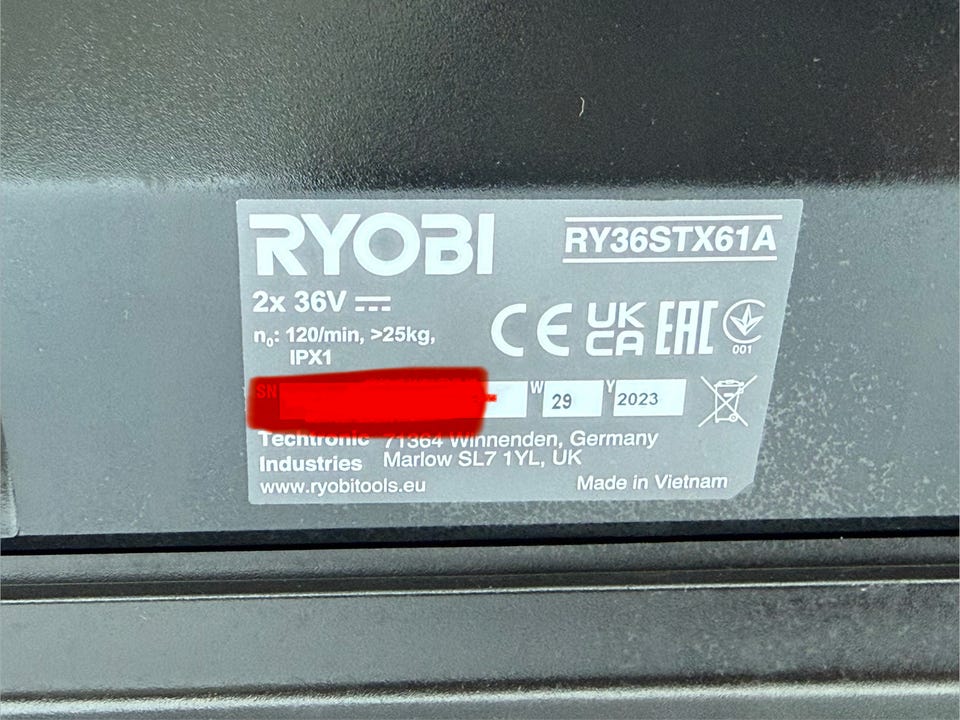 RYOBI
RY36STX61A
2x 36V
n₀: 120/min, >25kg,
IPX1
CE UK CA EAC
001
SN W 29 Y 2023
Techtronic 71364 Winnenden, Germany
Industries Marlow SL7 1YL, UK
www.ryobitools.eu Made in Vietnam